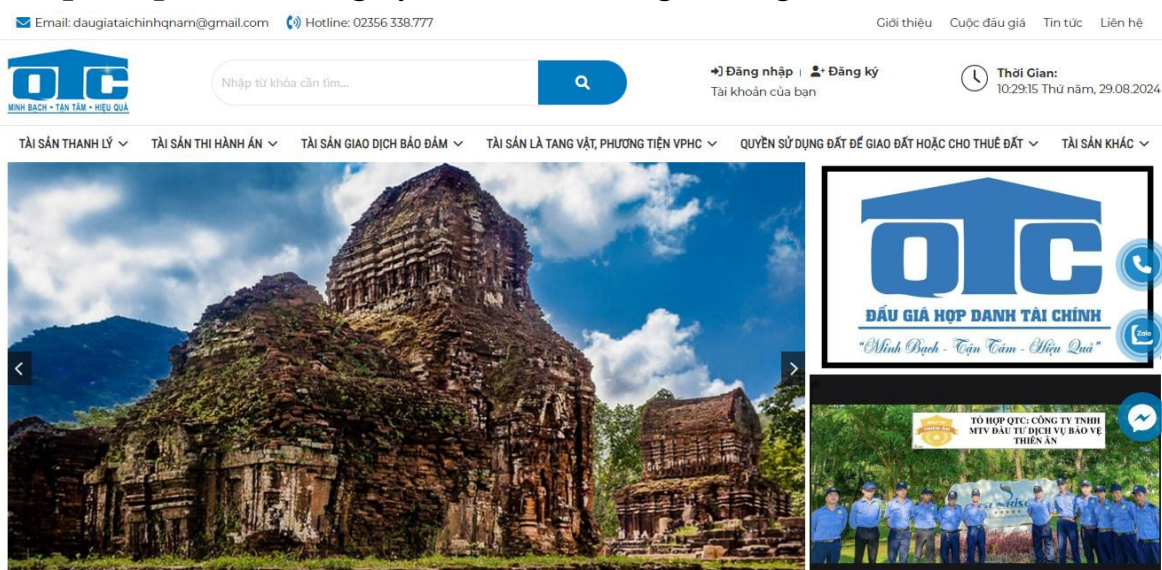 Email: daugiataichinhqnam@gmail.com
Hotline: 02356 338.777
Giới thiệu
Cuộc đấu giá
Tin tức
Liên hệ
QTC
MINH BẠCH • TẬN TÂM • HIỆU QUẢ
Nhập từ khóa cần tìm...
Đăng nhập | Đăng ký
Tài khoản của bạn
Thời Gian:
10:29:15 Thứ năm, 29.08.2024
TÀI SẢN THANH LÝ
TÀI SẢN THI HÀNH ÁN
TÀI SẢN GIAO DỊCH BẢO ĐẢM
TÀI SẢN LÀ TANG VẬT, PHƯƠNG TIỆN VPHC
QUYỀN SỬ DỤNG ĐẤT ĐỂ GIAO ĐẤT HOẶC CHO THUÊ ĐẤT
TÀI SẢN KHÁC
QTC
ĐẤU GIÁ HỢP DANH TÀI CHÍNH
"Minh Bạch - Tận Tâm - Hiệu Quả"
Zalo
TỔ HỢP QTC: CÔNG TY TNHH
MTV ĐẦU TƯ DỊCH VỤ BẢO VỆ
THIÊN ÂN